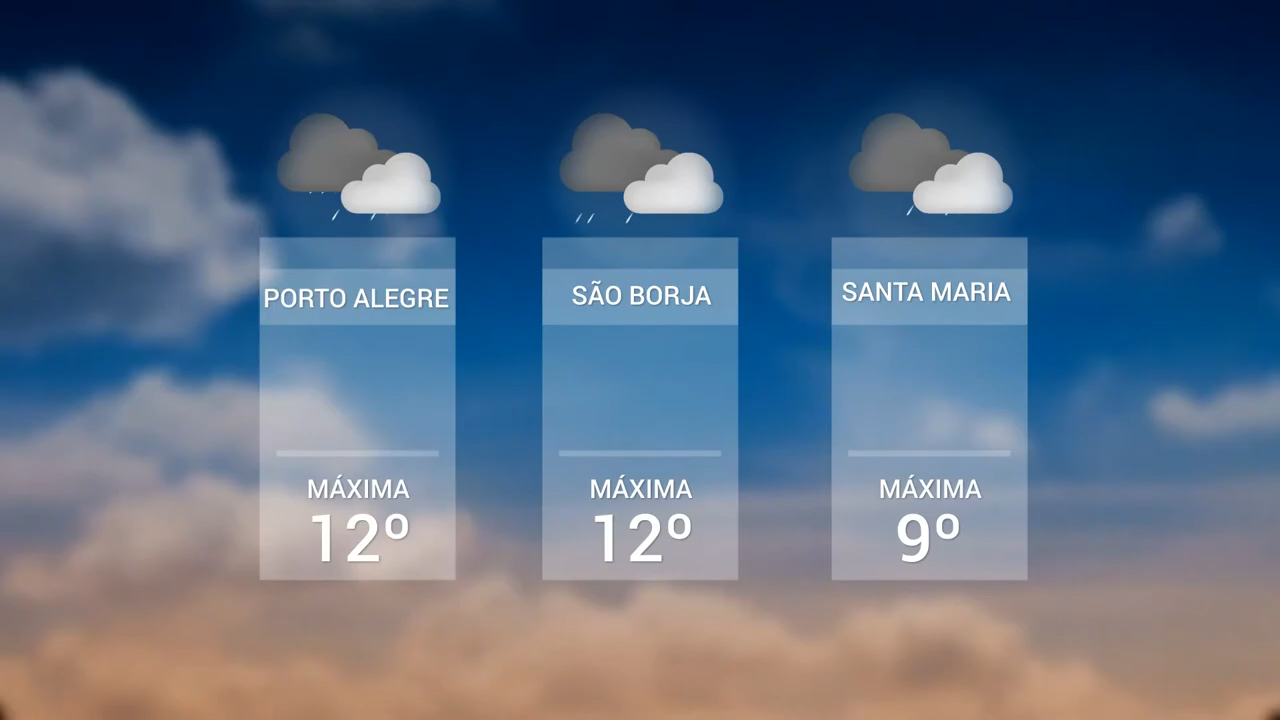 PORTO ALEGRE
MÁXIMA
12º
SÃO BORJA
MÁXIMA
12º
SANTA MARIA
MÁXIMA
9º